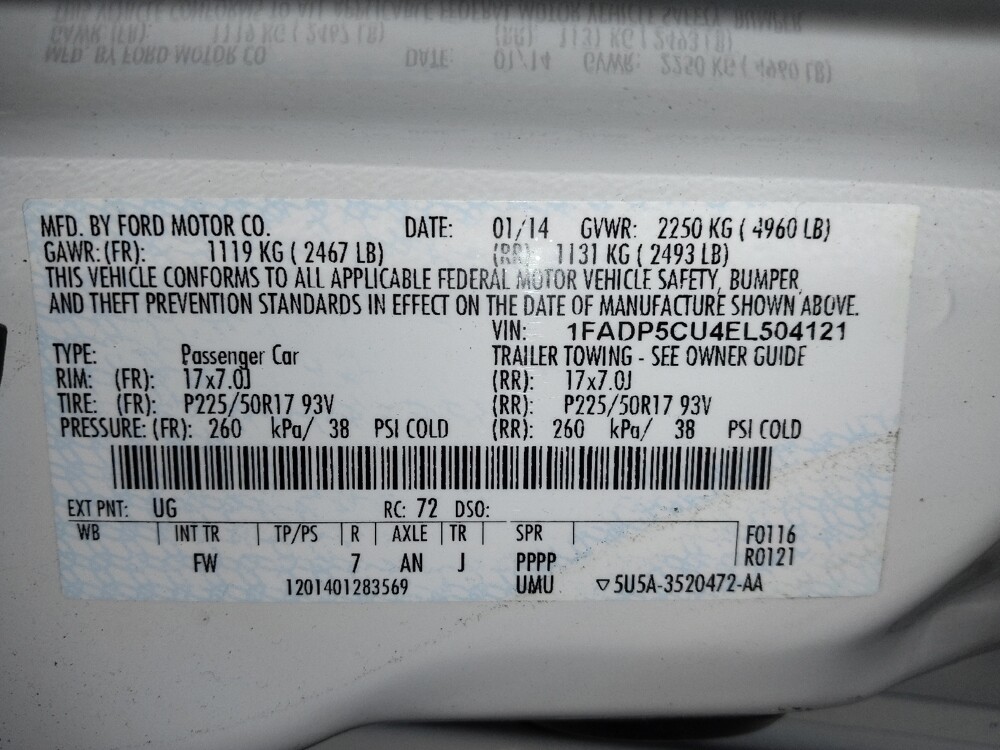 MFD. BY FORD MOTOR CO. DATE: 01/14 GVWR: 2250 KG ( 4960 LB)
GAWR: (FR): 1119 KG ( 2467 LB) (RR): 1131 KG ( 2493 LB)
THIS VEHICLE CONFORMS TO ALL APPLICABLE FEDERAL MOTOR VEHICLE SAFETY, BUMPER,
AND THEFT PREVENTION STANDARDS IN EFFECT ON THE DATE OF MANUFACTURE SHOWN ABOVE.
VIN: 1FADP5CU4EL504121
TYPE: Passenger Car TRAILER TOWING - SEE OWNER GUIDE
RIM: (FR): 17x7.0J (RR): 17x7.0J
TIRE: (FR): P225/50R17 93V (RR): P225/50R17 93V
PRESSURE: (FR): 260 kPa/ 38 PSI COLD (RR): 260 kPa/ 38 PSI COLD
EXT PNT: UG RC: 72 DSO:
WB INT TR TP/PS R AXLE TR SPR F0116
FW 7 AN J PPPP R0121
1201401283569 UMU ▽5U5A-3520472-AA